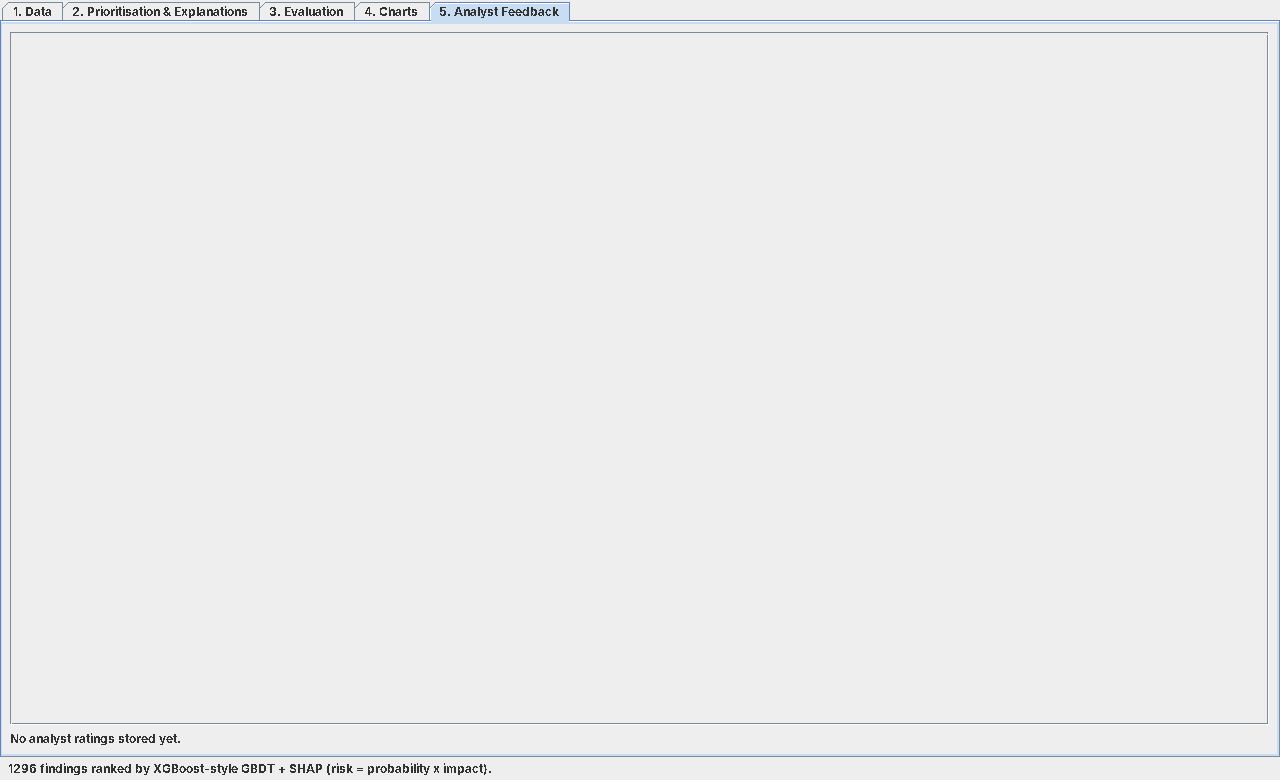 1. Data 2. Prioritisation & Explanations 3. Evaluation 4. Charts 5. Analyst Feedback
No analyst ratings stored yet.
1296 findings ranked by XGBoost-style GBDT + SHAP (risk = probability x impact).